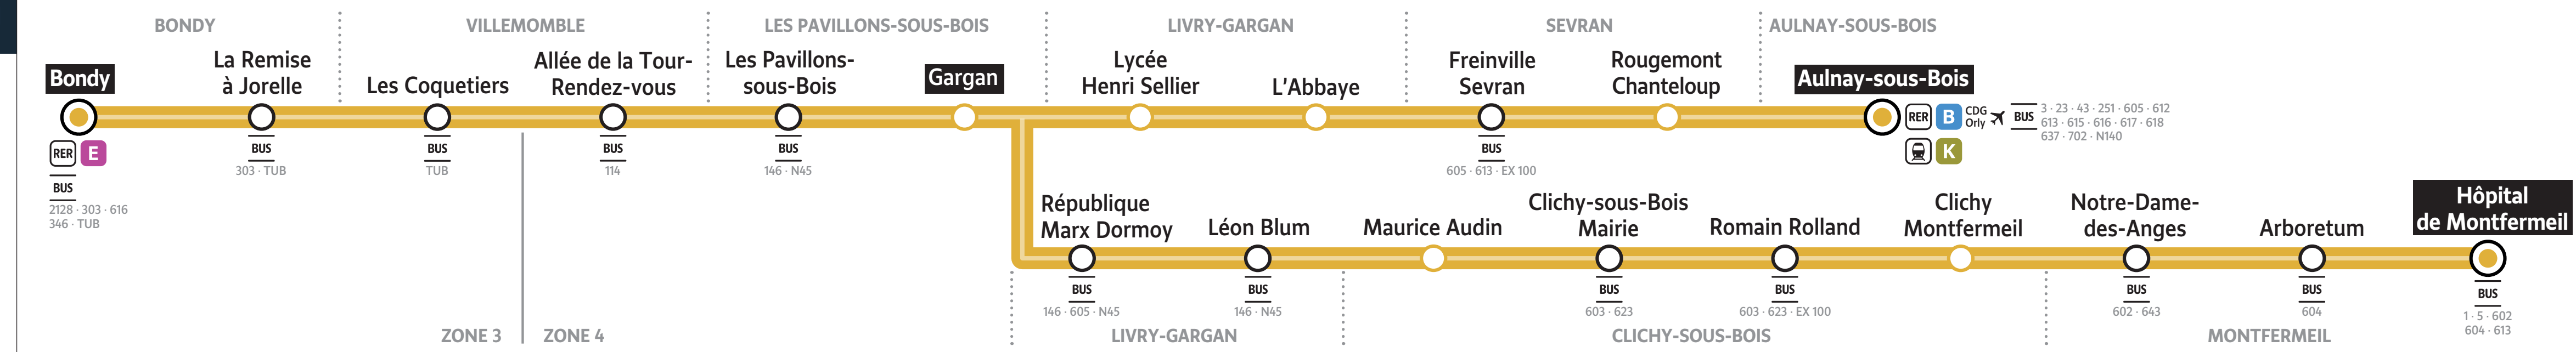 BONDY
VILLEMOMBLE
LES PAVILLONS-SOUS-BOIS
LIVRY-GARGAN
SEVRAN
AULNAY-SOUS-BOIS
Bondy
La Remise
à Jorelle
Les Coquetiers
Allée de la Tour-
Rendez-vous
Les Pavillons-
sous-Bois
Gargan
Lycée
Henri Sellier
L'Abbaye
Freinville
Sevran
Rougemont
Chanteloup
Aulnay-sous-Bois
RER E
BUS
2128 · 303 · 616
346 · TUB
BUS
303 · TUB
BUS
TUB
BUS
114
BUS
146 · N45
BUS
605 · 613 · EX 100
RER B
CDG
Orly
K
BUS
3 · 23 · 43 · 251 · 605 · 612
613 · 615 · 616 · 617 · 618
637 · 702 · N140
République
Marx Dormoy
Léon Blum
Maurice Audin
Clichy-sous-Bois
Mairie
Romain Rolland
Clichy
Montfermeil
Notre-Dame-
des-Anges
Arboretum
Hôpital
de Montfermeil
BUS
146 · 605 · N45
BUS
146 · N45
BUS
603 · 623
BUS
603 · 623 · EX 100
BUS
602 · 643
BUS
604
BUS
1 · 5 · 602
604 · 613
ZONE 3
ZONE 4
LIVRY-GARGAN
CLICHY-SOUS-BOIS
MONTFERMEIL